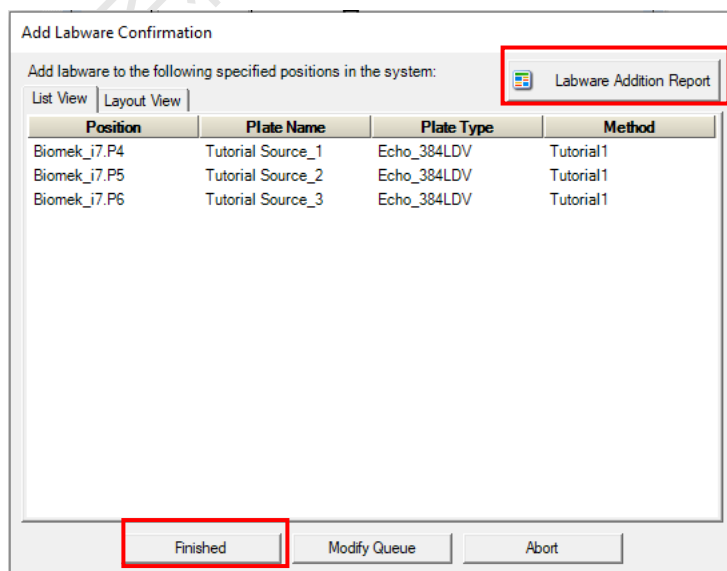 Add Labware Confirmation
Add labware to the following specified positions in the system:
Labware Addition Report
List View Layout View
Position Plate Name Plate Type Method
Biomek_i7.P4 Tutorial Source_1 Echo_384LDV Tutorial1
Biomek_i7.P5 Tutorial Source_2 Echo_384LDV Tutorial1
Biomek_i7.P6 Tutorial Source_3 Echo_384LDV Tutorial1
Finished Modify Queue Abort